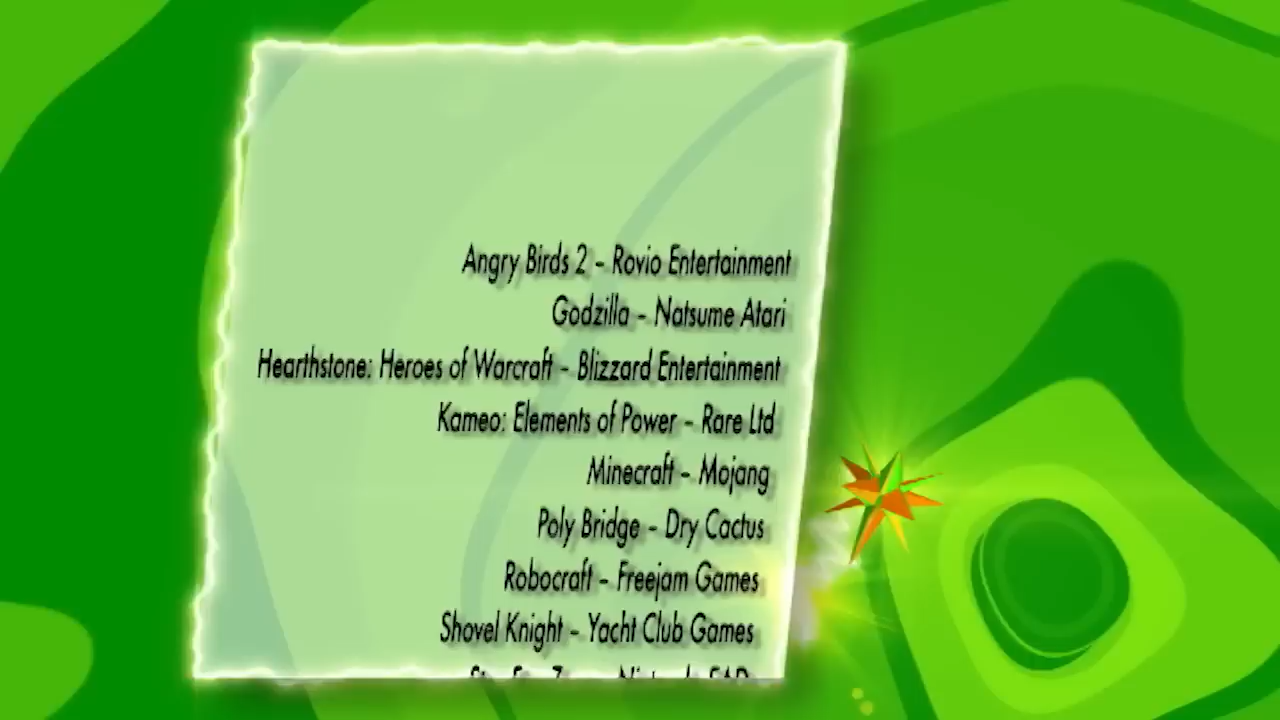 Angry Birds 2 - Rovio Entertainment
Godzilla - Natsume Atari
Hearthstone: Heroes of Warcraft - Blizzard Entertainment
Kameo: Elements of Power - Rare Ltd
Minecraft - Mojang
Poly Bridge - Dry Cactus
Robocraft - Freejam Games
Shovel Knight - Yacht Club Games